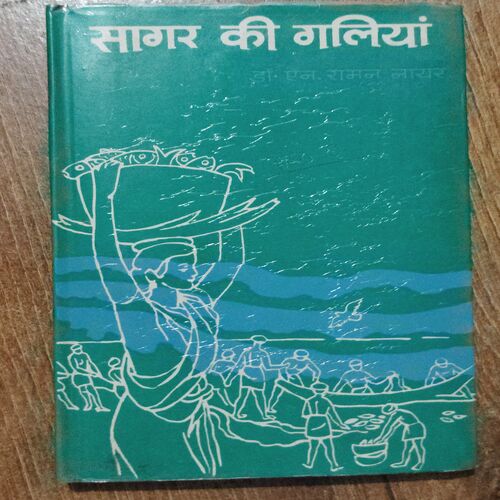 सागर की गलियां
डॉ. एन. रामन नायर